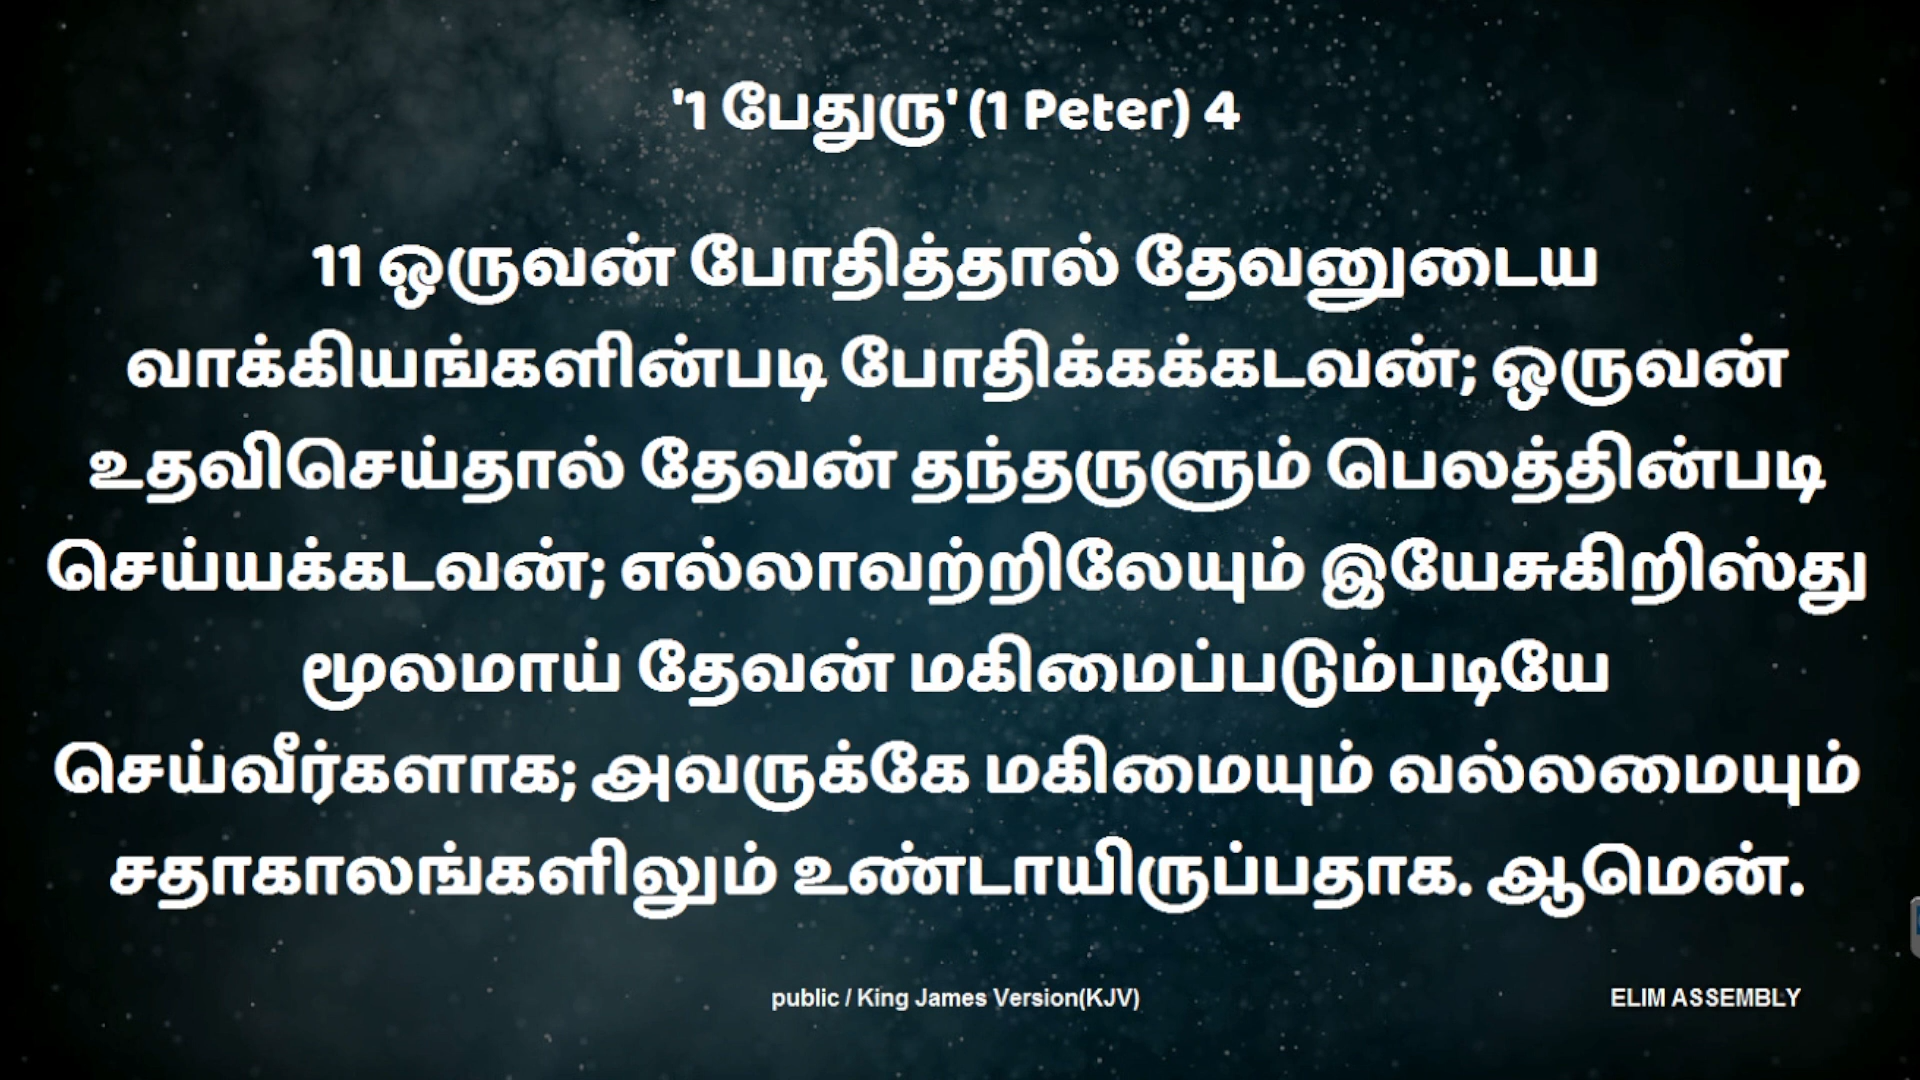 '1 பேதுரு' (1 Peter) 4
11 ஒருவன் போதித்தால் தேவனுடைய
வாக்கியங்களின்படி போதிக்கக்கடவன்; ஒருவன்
உதவிசெய்தால் தேவன் தந்தருளும் பெலத்தின்படி
செய்யக்கடவன்; எல்லாவற்றிலேயும் இயேசுகிறிஸ்து
மூலமாய் தேவன் மகிமைப்படும்படியே
செய்வீர்களாக; அவருக்கே மகிமையும் வல்லமையும்
சதாகாலங்களிலும் உண்டாயிருப்பதாக. ஆமென்.
public / King James Version(KJV)
ELIM ASSEMBLY